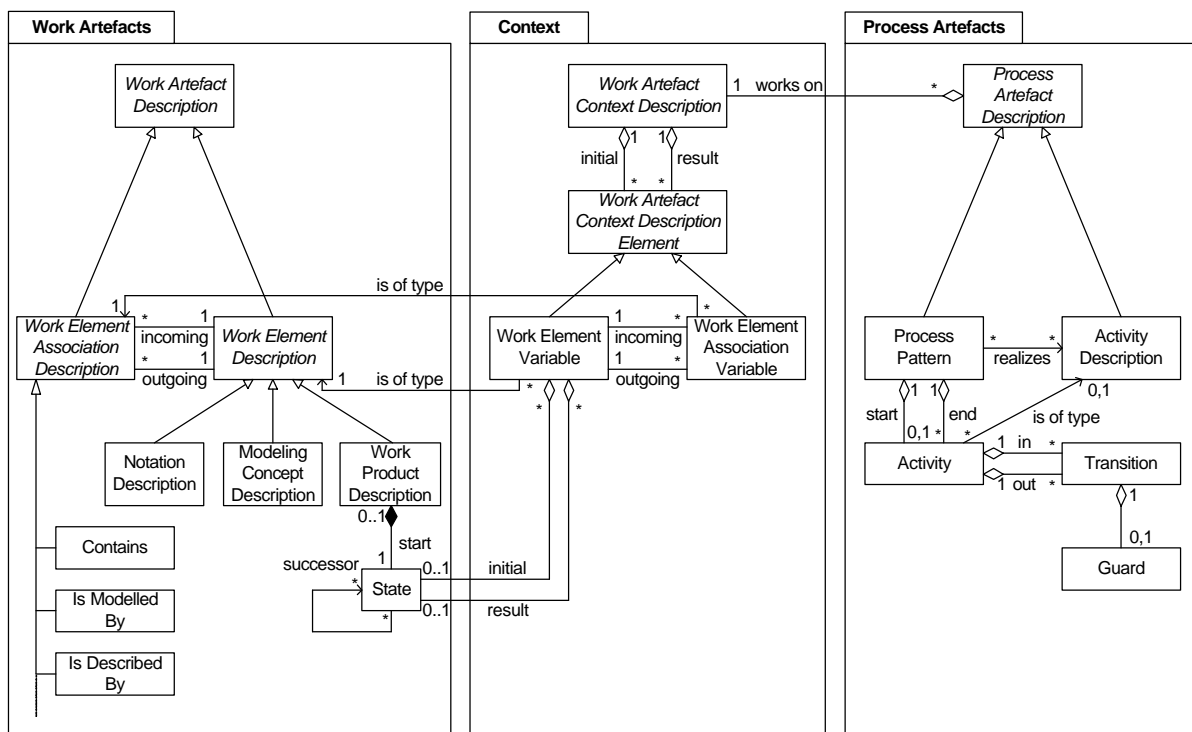 Work Artefacts
Context
Process Artefacts
Work Artefact
Description
Work Artefact
Context Description
1 works on *
Process
Artefact
Description
1 1
initial result
* *
Work Artefact
Context Description
Element
is of type
1 *
Work Element
Association
Description
* 1
incoming
* 1
outgoing
Work Element
Description
1 is of type *
Work Element
Variable
1 *
incoming
1 *
outgoing
Work Element
Association
Variable
* *
Process
Pattern
* *
realizes
Activity
Description
1 1
start end
0,1 *
is of type
* 0,1
Notation
Description
Modeling
Concept
Description
Work
Product
Description
Activity
1 in *
1 out *
Transition
1
0,1
Guard
0..1
start
1
Contains
successor
*
State
*
0..1 initial
0..1 result
Is Modelled
By
Is Described
By